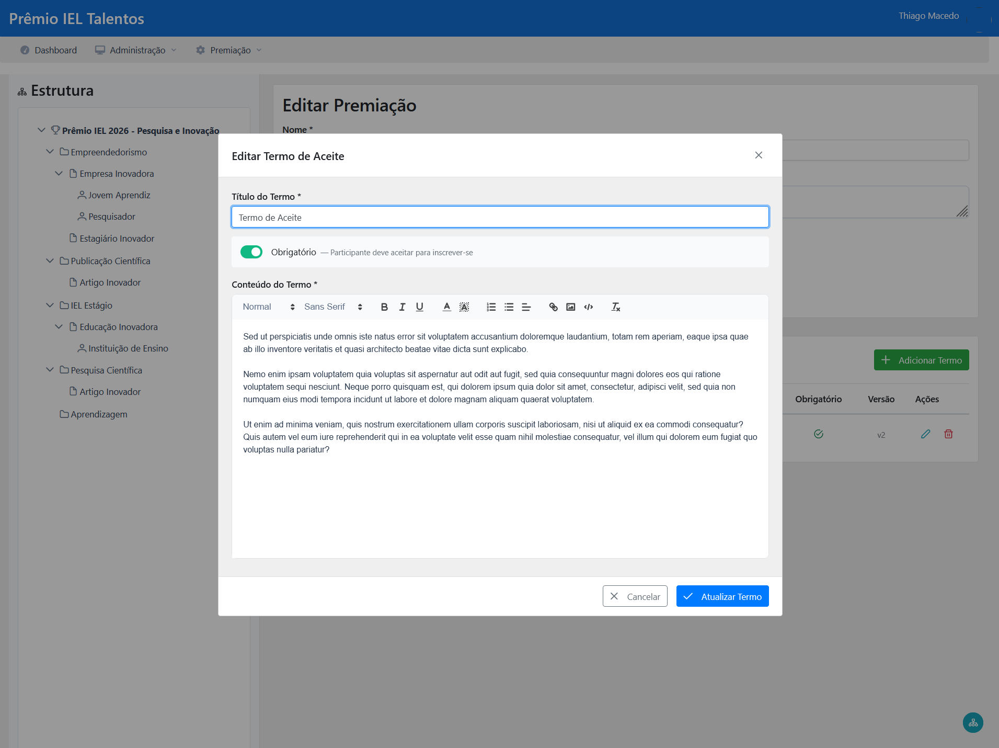 Prêmio IEL Talentos
Thiago Macedo
Dashboard
Administração
Premiação
Estrutura
Prêmio IEL 2026 - Pesquisa e Inovação
Empreendedorismo
Empresa Inovadora
Jovem Aprendiz
Pesquisador
Estagiário Inovador
Publicação Científica
Artigo Inovador
IEL Estágio
Educação Inovadora
Instituição de Ensino
Pesquisa Científica
Artigo Inovador
Aprendizagem
Editar Premiação
Nome *
Editar Termo de Aceite
Título do Termo *
Termo de Aceite
Obrigatório — Participante deve aceitar para inscrever-se
Conteúdo do Termo *
Normal
Sans Serif
Sed ut perspiciatis unde omnis iste natus error sit voluptatem accusantium doloremque laudantium, totam rem aperiam, eaque ipsa quae
ab illo inventore veritatis et quasi architecto beatae vitae dicta sunt explicabo.
Nemo enim ipsam voluptatem quia voluptas sit aspernatur aut odit aut fugit, sed quia consequuntur magni dolores eos qui ratione
voluptatem sequi nesciunt. Neque porro quisquam est, qui dolorem ipsum quia dolor sit amet, consectetur, adipisci velit, sed quia non
numquam eius modi tempora incidunt ut labore et dolore magnam aliquam quaerat voluptatem.
Ut enim ad minima veniam, quis nostrum exercitationem ullam corporis suscipit laboriosam, nisi ut aliquid ex ea commodi consequatur?
Quis autem vel eum iure reprehenderit qui in ea voluptate velit esse quam nihil molestiae consequatur, vel illum qui dolorem eum fugiat quo
voluptas nulla pariatur?
Cancelar
Atualizar Termo
Adicionar Termo
Obrigatório
Versão
Ações
v2